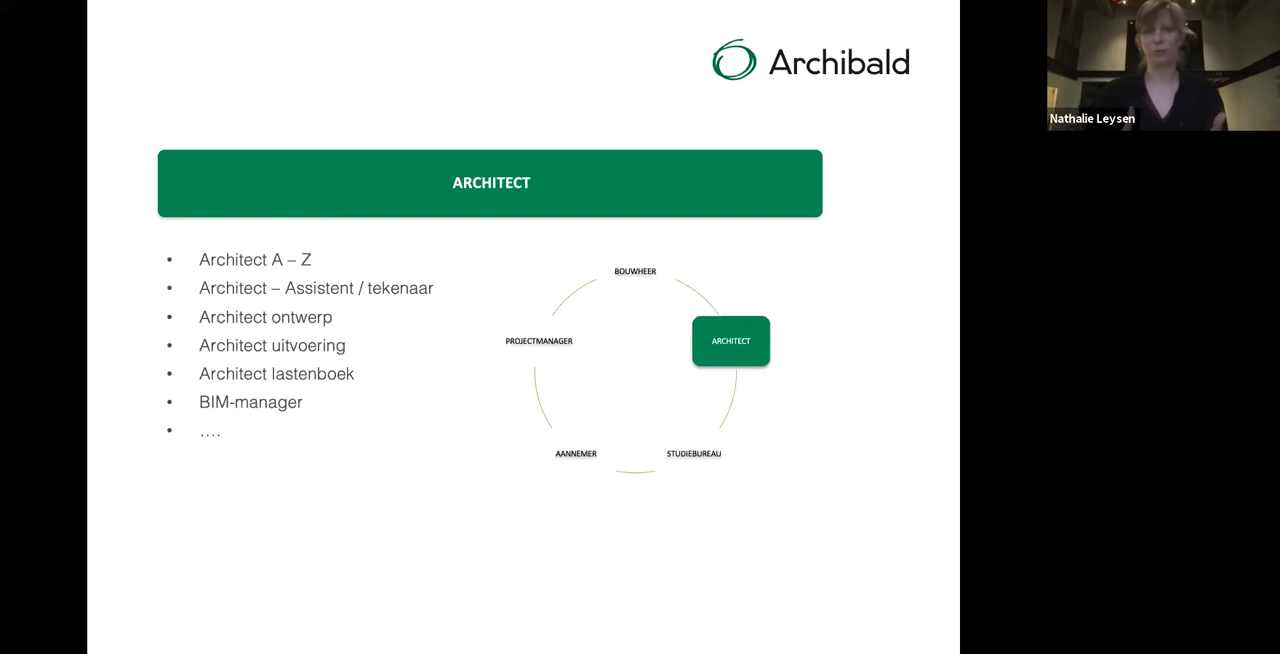 Archibald
Nathalie Leysen
ARCHITECT
• Architect A – Z
• Architect – Assistent / tekenaar
• Architect ontwerp
• Architect uitvoering
• Architect lastenboek
• BIM-manager
• ….
BOUWHEER
PROJECTMANAGER
ARCHITECT
AANNEMER
STUDIEBUREAU